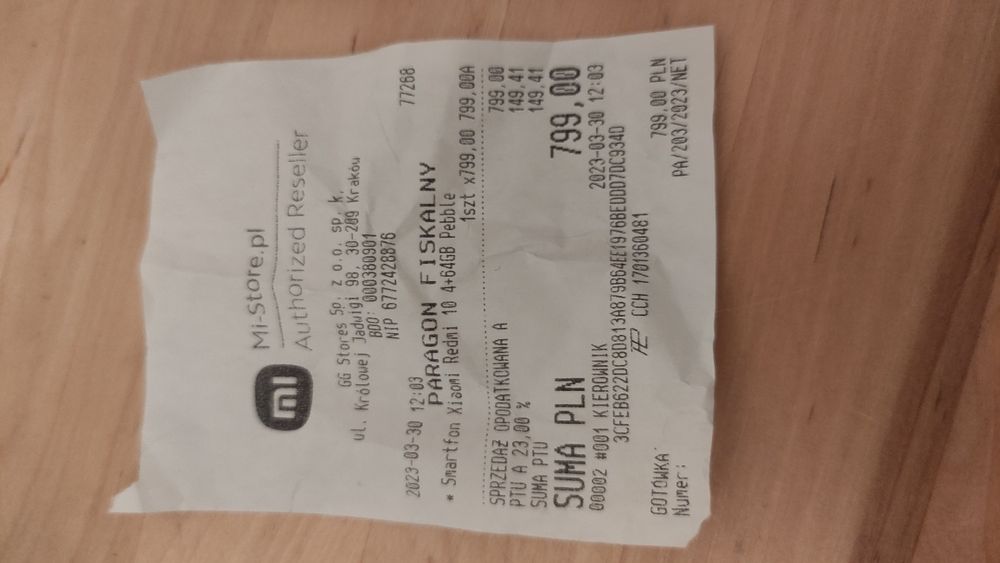 mi Mi-Store.pl
Authorized Reseller
GG Stores Sp. z o.o. sp. k.
ul. Królowej Jadwigi 98, 30-209 Kraków
BDO: 000380901
NIP 6772428876
2023-03-30 12:03 77268
PARAGON FISKALNY
* Smartfon Xiaomi Redmi 10 4+64GB Pebble
1szt x799,00 799,00A
SPRZEDAŻ OPODATKOWANA A 799,00
PTU A 23,00 % 149,41
SUMA PTU 149,41
SUMA PLN 799,00
00002 #001 KIEROWNIK 2023-03-30 12:03
CCH 1701360481
GOTÓWKA: 799,00 PLN
Numer: PA/203/2023/NET